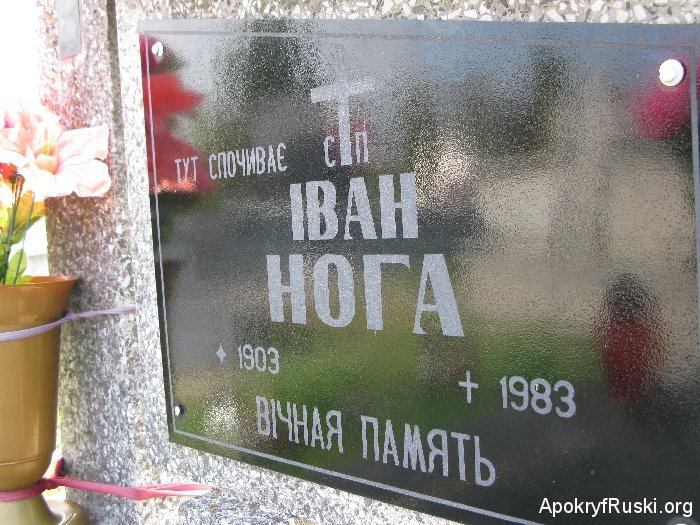 ТУТ СПОЧИВАЄ С П
ІВАН
НОГА
1903
1983
ВІЧНАЯ ПАМЯТЬ
ApokryfRuski.org